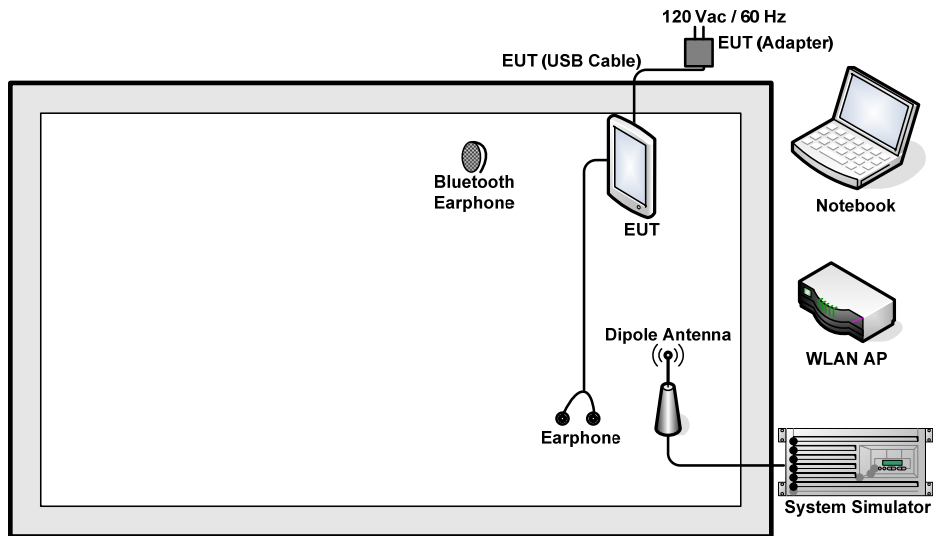 120 Vac / 60 Hz
EUT (Adapter)
EUT (USB Cable)
Bluetooth
Earphone
EUT
Notebook
Dipole Antenna
WLAN AP
Earphone
System Simulator